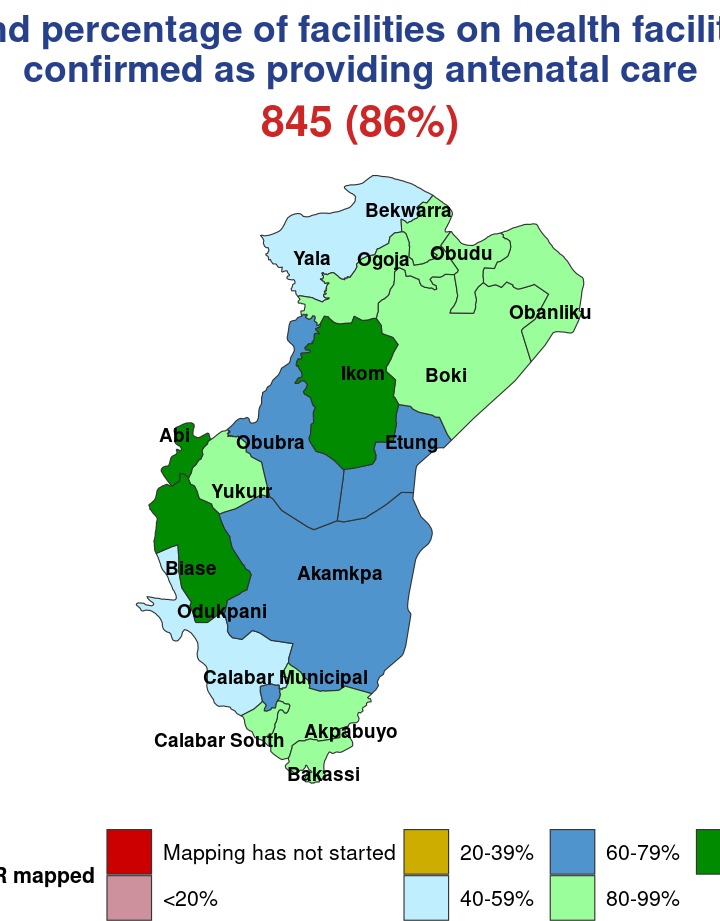 percentage of facilities on health
confirmed as providing antenatal care
845 (86%)
Bekwarra
Yala
Ogoja
Obudu
Obanliku
Ikom
Boki
Abi
Obubra
Etung
Yukurr
Biase
Akamkpa
Odukpani
Calabar Municipal
Akpabuyo
Calabar South
Bakassi
Mapping has not started
20-39%
60-79%
R mapped
<20%
40-59%
80-99%